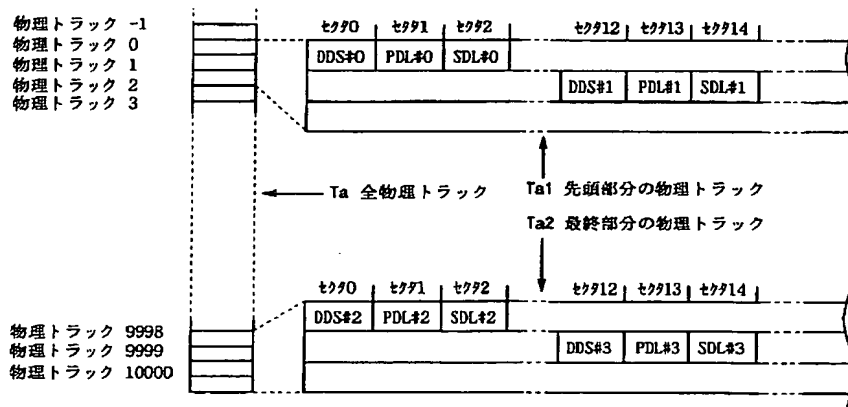 物理トラック -1
物理トラック 0
物理トラック 1
物理トラック 2
物理トラック 3
ｾｸﾀ0 ｾｸﾀ1 ｾｸﾀ2 ｾｸﾀ12 ｾｸﾀ13 ｾｸﾀ14
DDS#0 PDL#0 SDL#0
DDS#1 PDL#1 SDL#1
Ta 全物理トラック
Ta1 先頭部分の物理トラック
Ta2 最終部分の物理トラック
ｾｸﾀ0 ｾｸﾀ1 ｾｸﾀ2 ｾｸﾀ12 ｾｸﾀ13 ｾｸﾀ14
物理トラック 9998
物理トラック 9999
物理トラック 10000
DDS#2 PDL#2 SDL#2
DDS#3 PDL#3 SDL#3